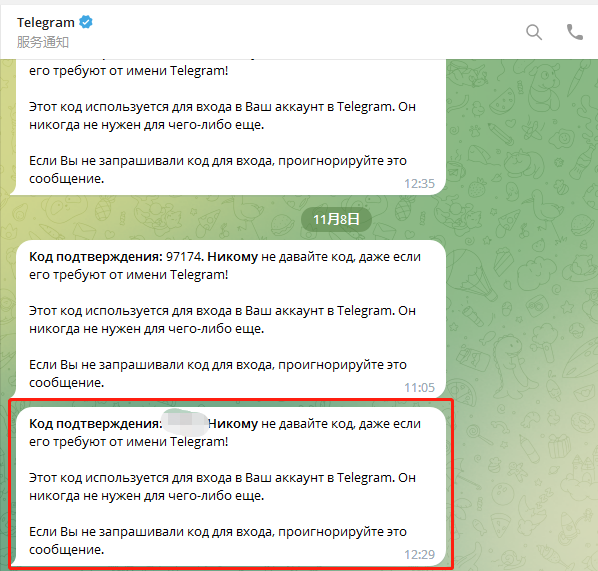 Telegram
服务通知
его требуют от имени Telegram!
Этот код используется для входа в Ваш аккаунт в Telegram. Он
никогда не нужен для чего-либо еще.
Если Вы не запрашивали код для входа, проигнорируйте это
сообщение.
12:35
11月8日
Код подтверждения: 97174. Никому не давайте код, даже если
его требуют от имени Telegram!
Этот код используется для входа в Ваш аккаунт в Telegram. Он
никогда не нужен для чего-либо еще.
Если Вы не запрашивали код для входа, проигнорируйте это
сообщение.
11:05
Код подтверждения: Никому не давайте код, даже если
его требуют от имени Telegram!
Этот код используется для входа в Ваш аккаунт в Telegram. Он
никогда не нужен для чего-либо еще.
Если Вы не запрашивали код для входа, проигнорируйте это
сообщение.
12:29